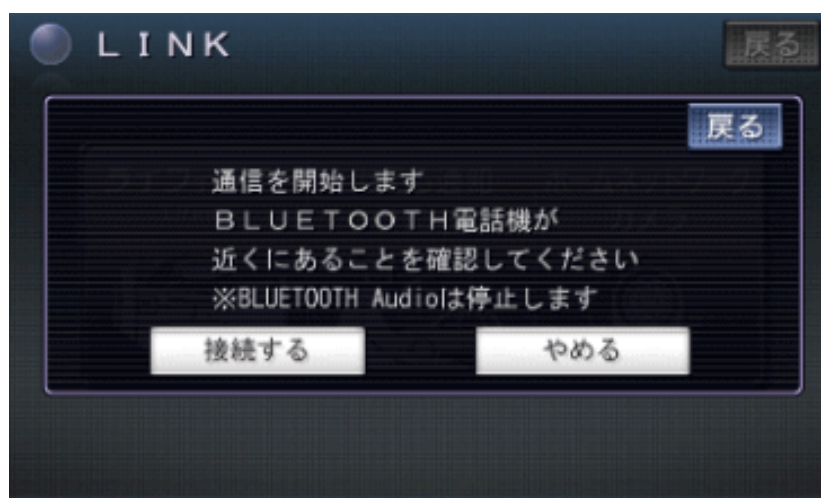 ＬＩＮＫ
戻る
戻る
通信を開始します
ＢＬＵＥＴＯＯＴＨ電話機が
近くにあることを確認してください
※BLUETOOTH Audioは停止します
接続する
やめる